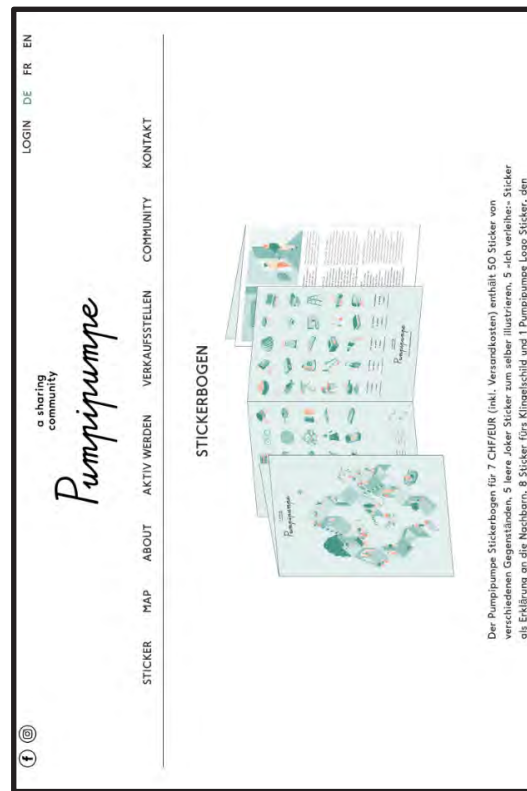 LOGIN DE FR EN
a sharing
community
Pumpipumpe
STICKER MAP ABOUT AKTIV WERDEN VERKAUFSSTELLEN COMMUNITY KONTAKT
STICKERBOGEN
Pumpipumpe
Pumpipumpe
Der Pumpipumpe Stickerbogen für 7 CHF/EUR (inkl. Versandkosten) enthält 50 Sticker von
verschiedenen Gegenständen, 5 leere Joker Sticker zum selber illustrieren, 5 «Ich verleihe:» Sticker
als Erklärung an die Nachbarn, 8 Sticker fürs Klingelschild und 1 Pumpipumpe Logo Sticker, den